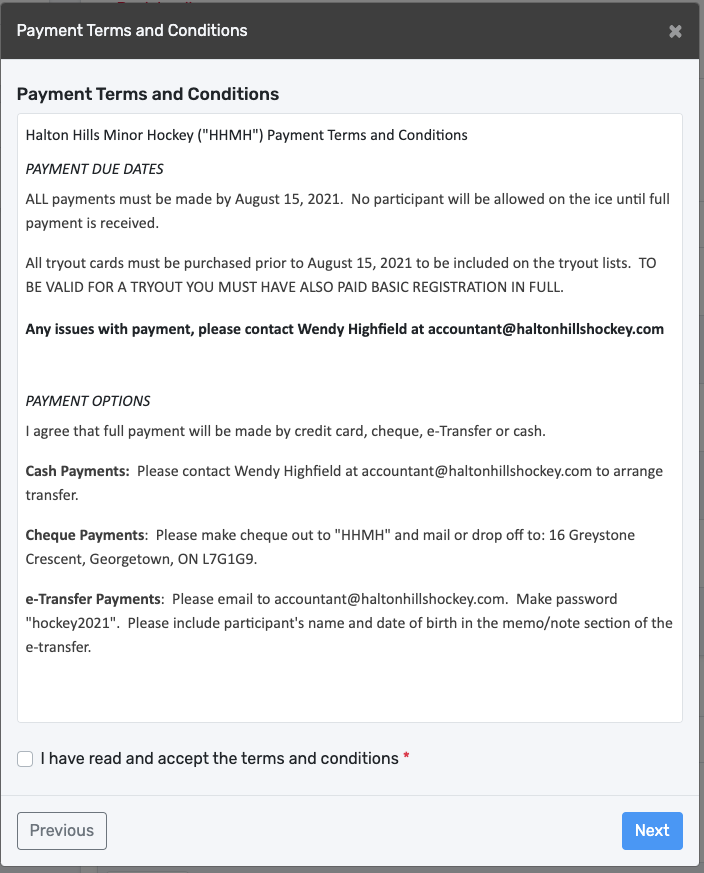 Payment Terms and Conditions
×
Payment Terms and Conditions
Halton Hills Minor Hockey ("HHMH") Payment Terms and Conditions
PAYMENT DUE DATES
ALL payments must be made by August 15, 2021.  No participant will be allowed on the ice until full
payment is received.
All tryout cards must be purchased prior to August 15, 2021 to be included on the tryout lists.  TO
BE VALID FOR A TRYOUT YOU MUST HAVE ALSO PAID BASIC REGISTRATION IN FULL.
Any issues with payment, please contact Wendy Highfield at accountant@haltonhillshockey.com
PAYMENT OPTIONS
I agree that full payment will be made by credit card, cheque, e-Transfer or cash.
Cash Payments:  Please contact Wendy Highfield at accountant@haltonhillshockey.com to arrange
transfer.
Cheque Payments:  Please make cheque out to "HHMH" and mail or drop off to: 16 Greystone
Crescent, Georgetown, ON L7G1G9.
e-Transfer Payments:  Please email to accountant@haltonhillshockey.com.  Make password
"hockey2021".  Please include participant's name and date of birth in the memo/note section of the
e-transfer.
I have read and accept the terms and conditions *
Previous
Next